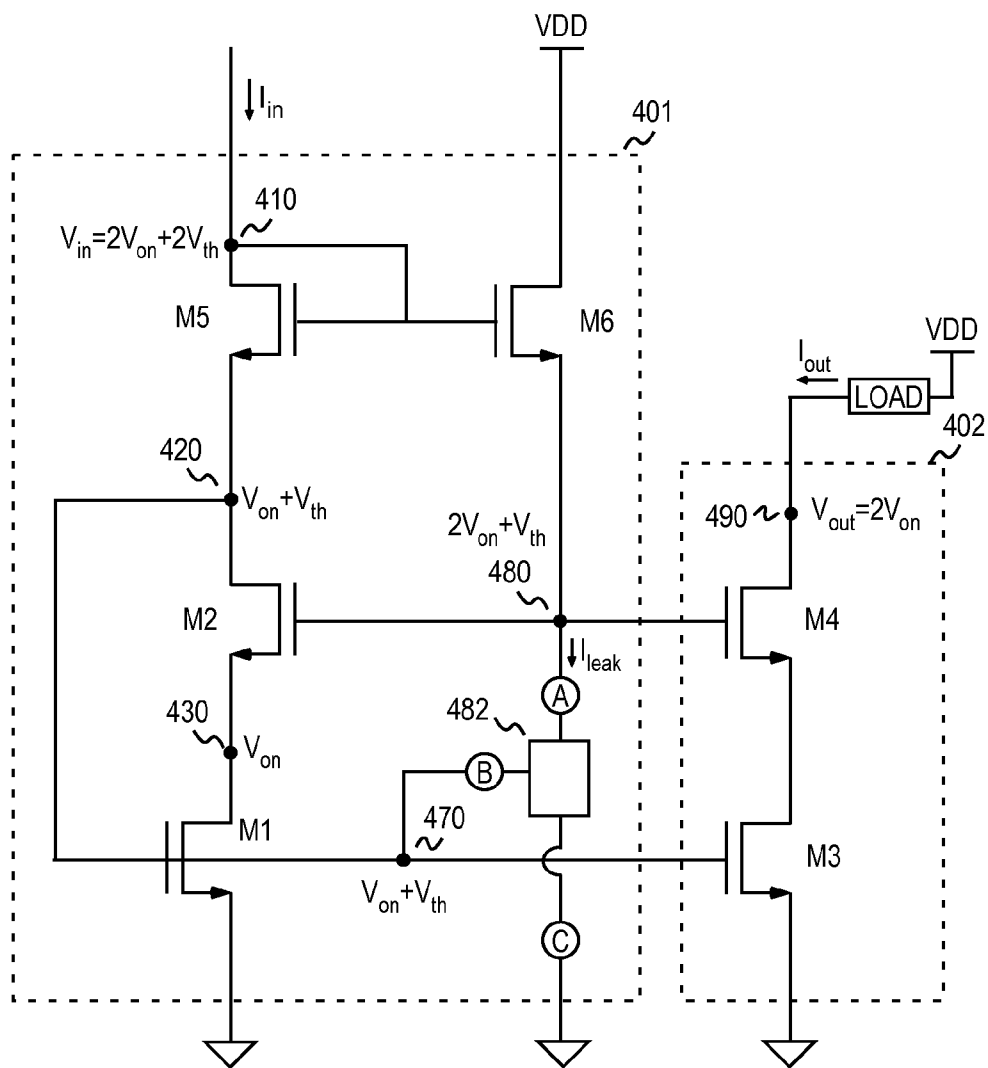 VDD
I_in
401
410
V_in=2V_on+2V_th
M5
M6
VDD
I_out
LOAD
402
420
V_on+V_th
490
V_out=2V_on
2V_on+V_th
480
M2
M4
I_leak
A
482
430
V_on
B
M1
470
M3
V_on+V_th
C